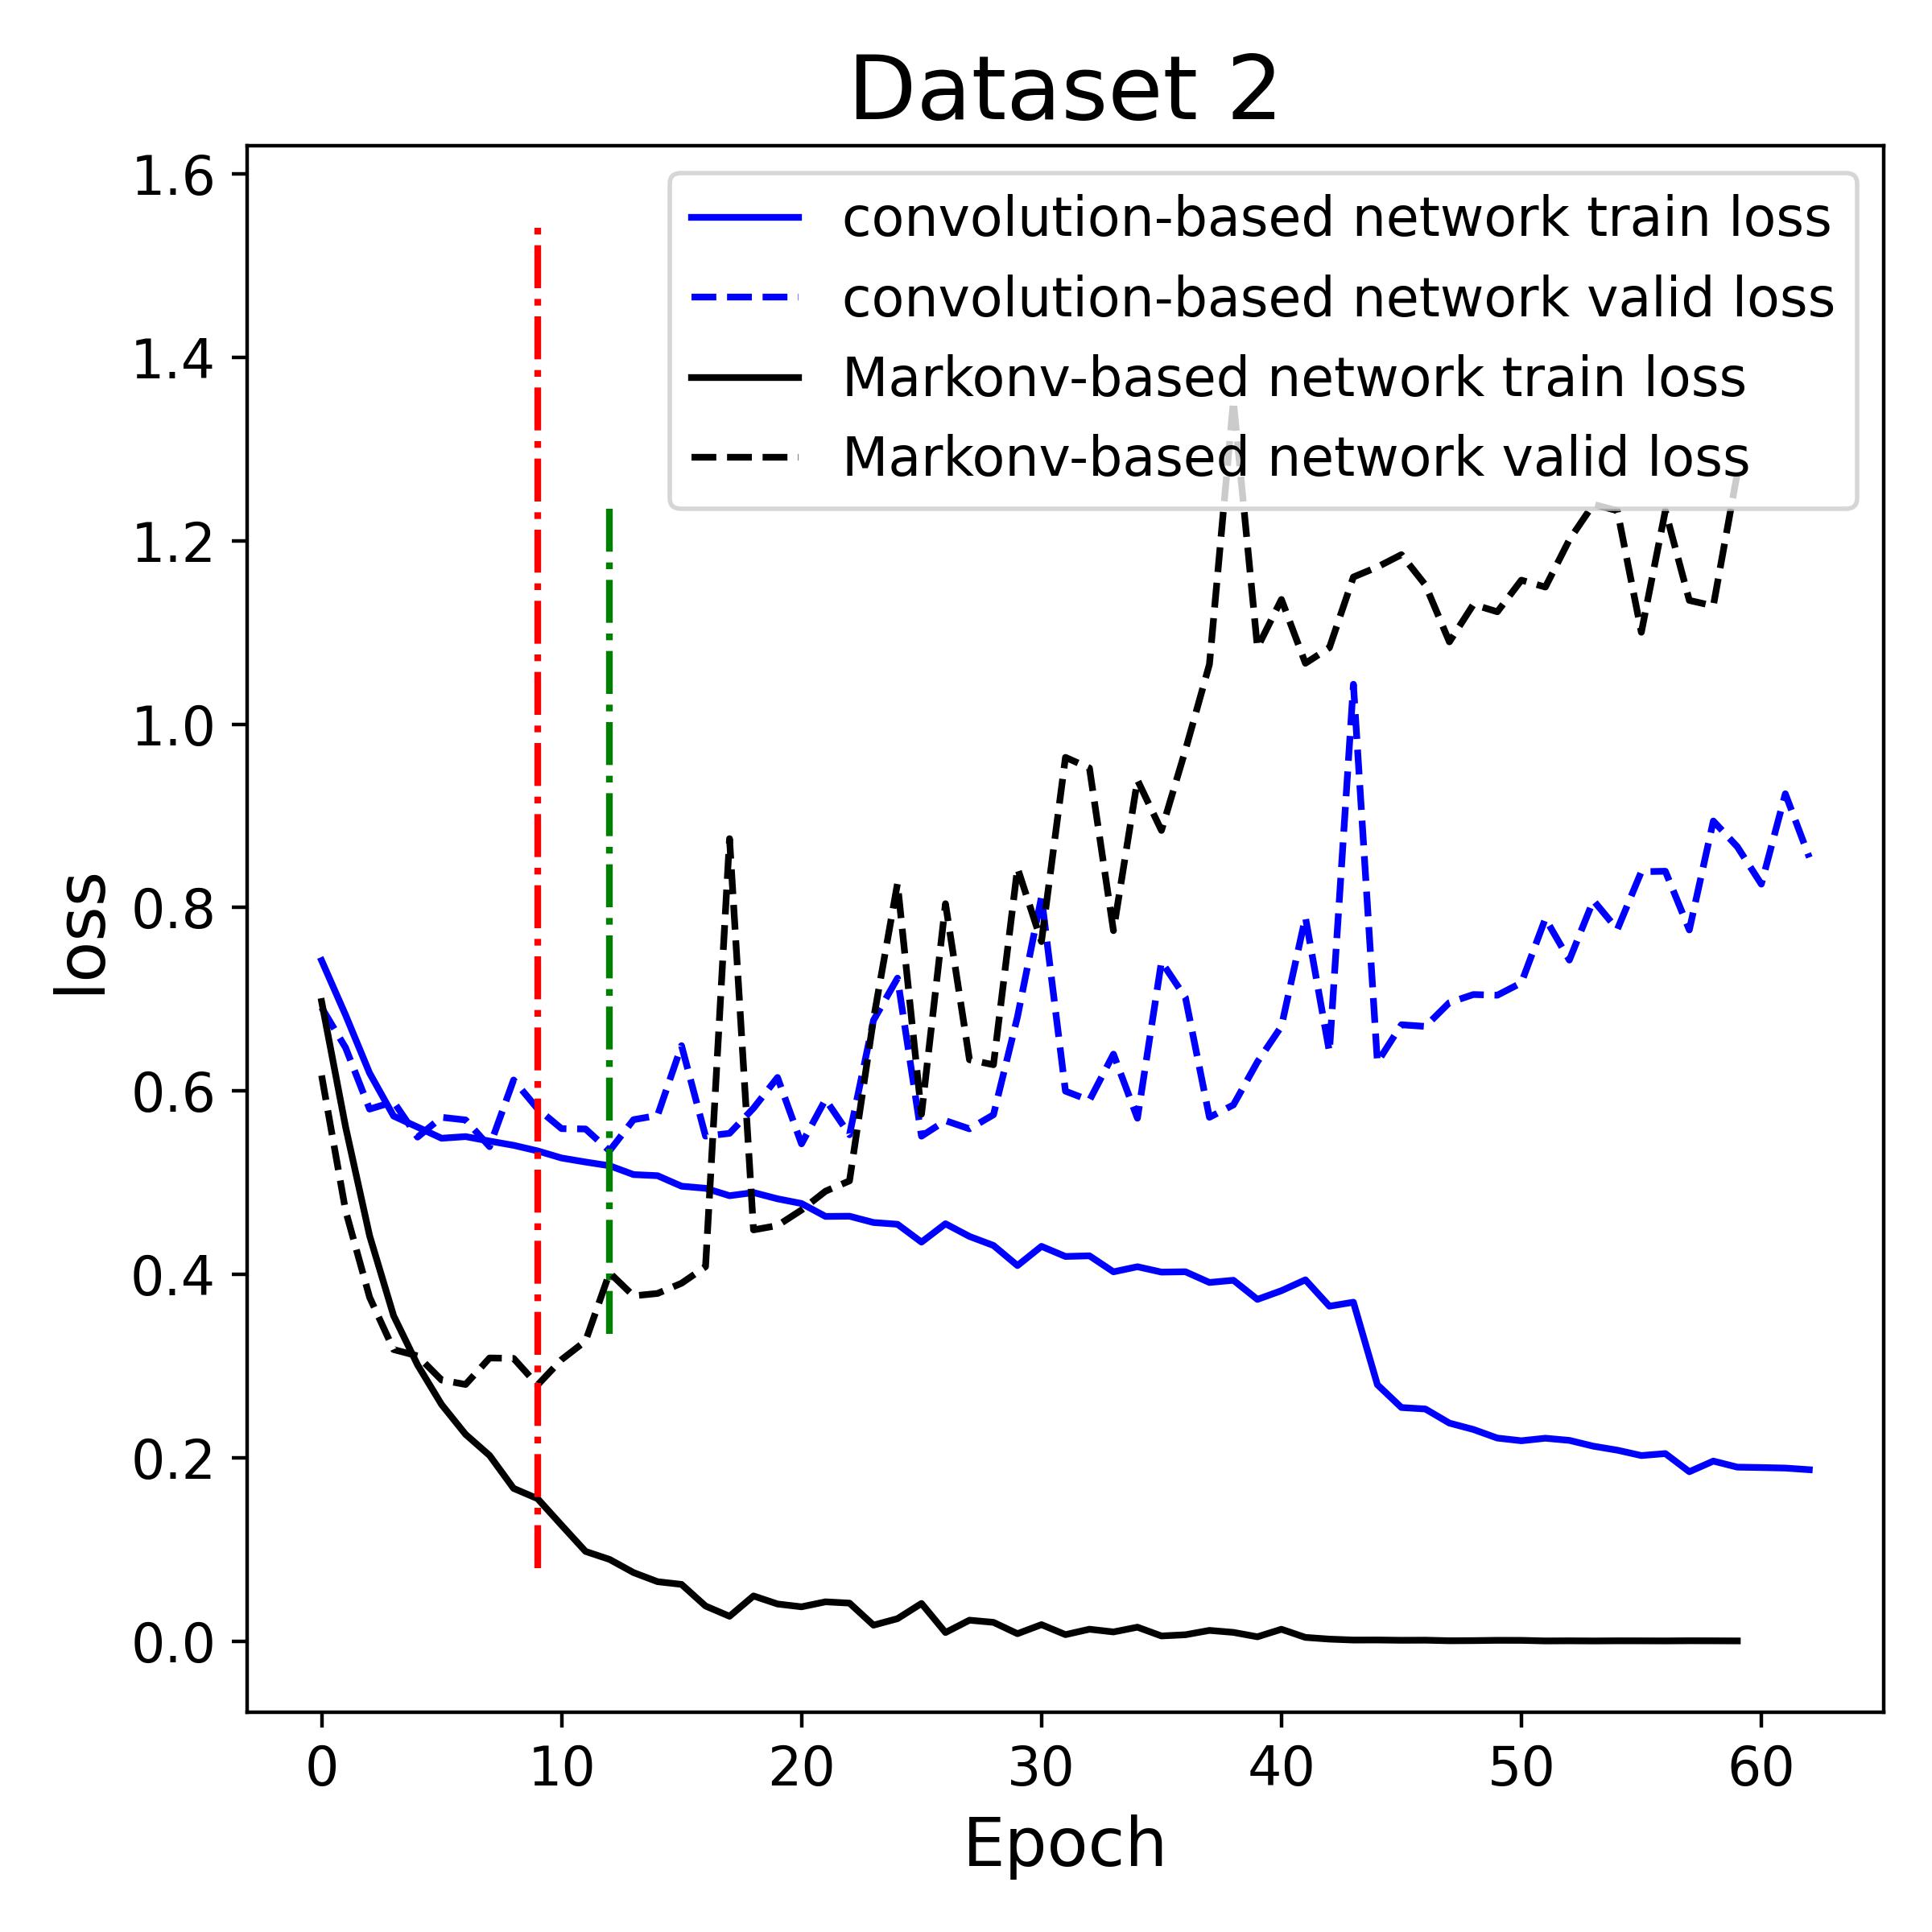 Dataset 2
1.6
1.4
1.2
1.0
0.8
0.6
0.4
0.2
0.0
loss
convolution-based network train loss
convolution-based network valid loss
Markonv-based network train loss
Markonv-based network valid loss
0 10 20 30 40 50 60
Epoch